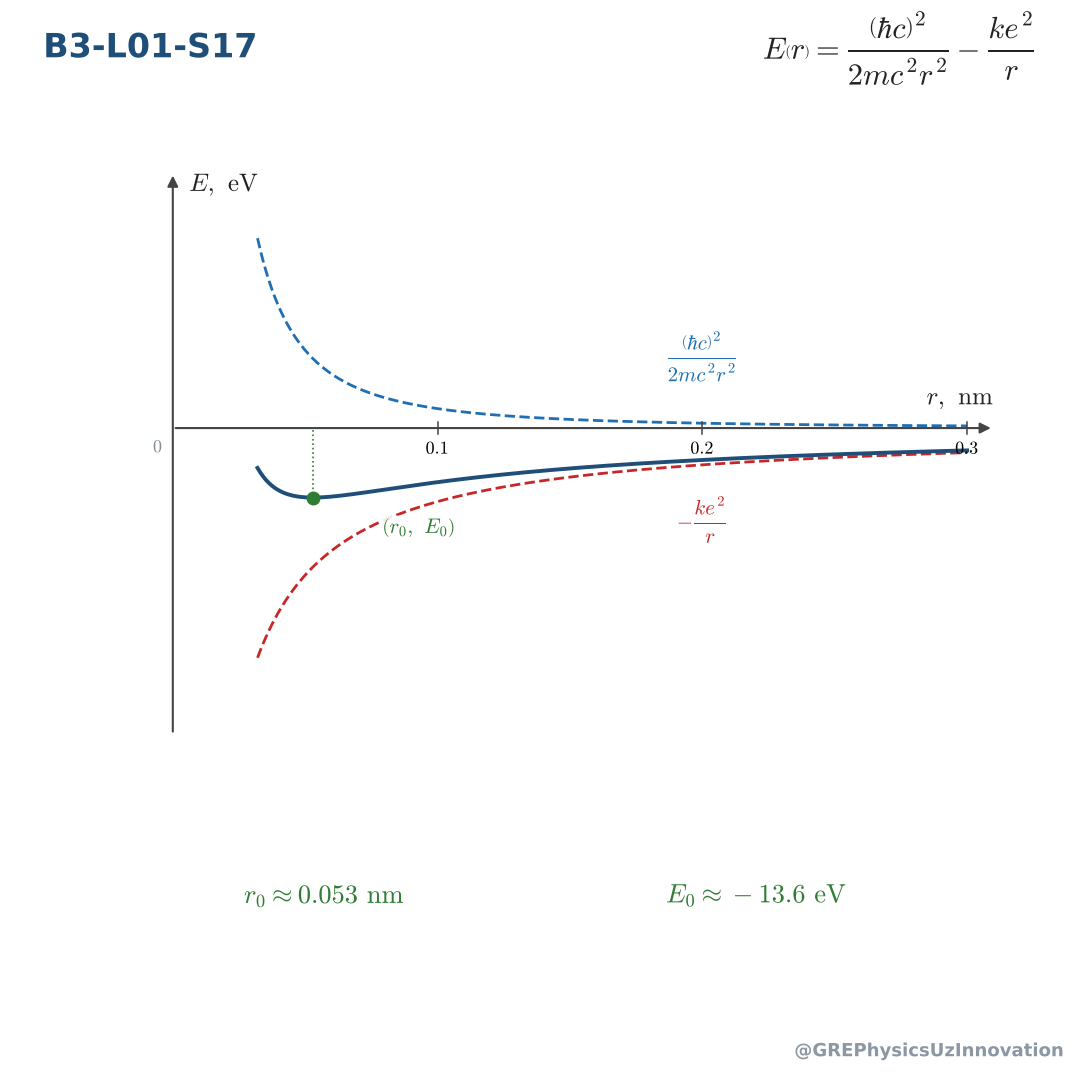 B3-L01-S17
E(r) = (ħc)² / 2mc²r² − ke² / r
E, eV
(ħc)² / 2mc²r²
r, nm
0
0.1
0.2
0.3
−ke² / r
(r₀, E₀)
r₀ ≈ 0.053 nm
E₀ ≈ −13.6 eV
@GREPhysicsUzInnovation